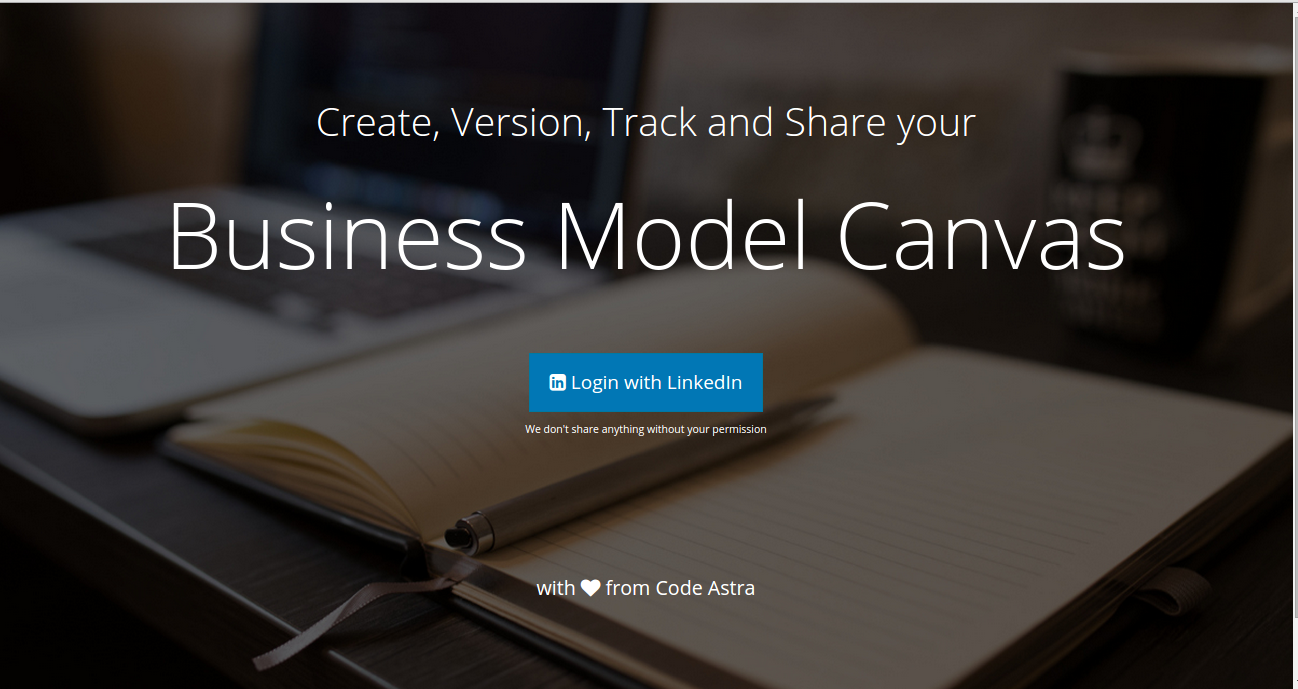 Create, Version, Track and Share your
Business Model Canvas
in Login with LinkedIn
We don't share anything without your permission
with ♥ from Code Astra